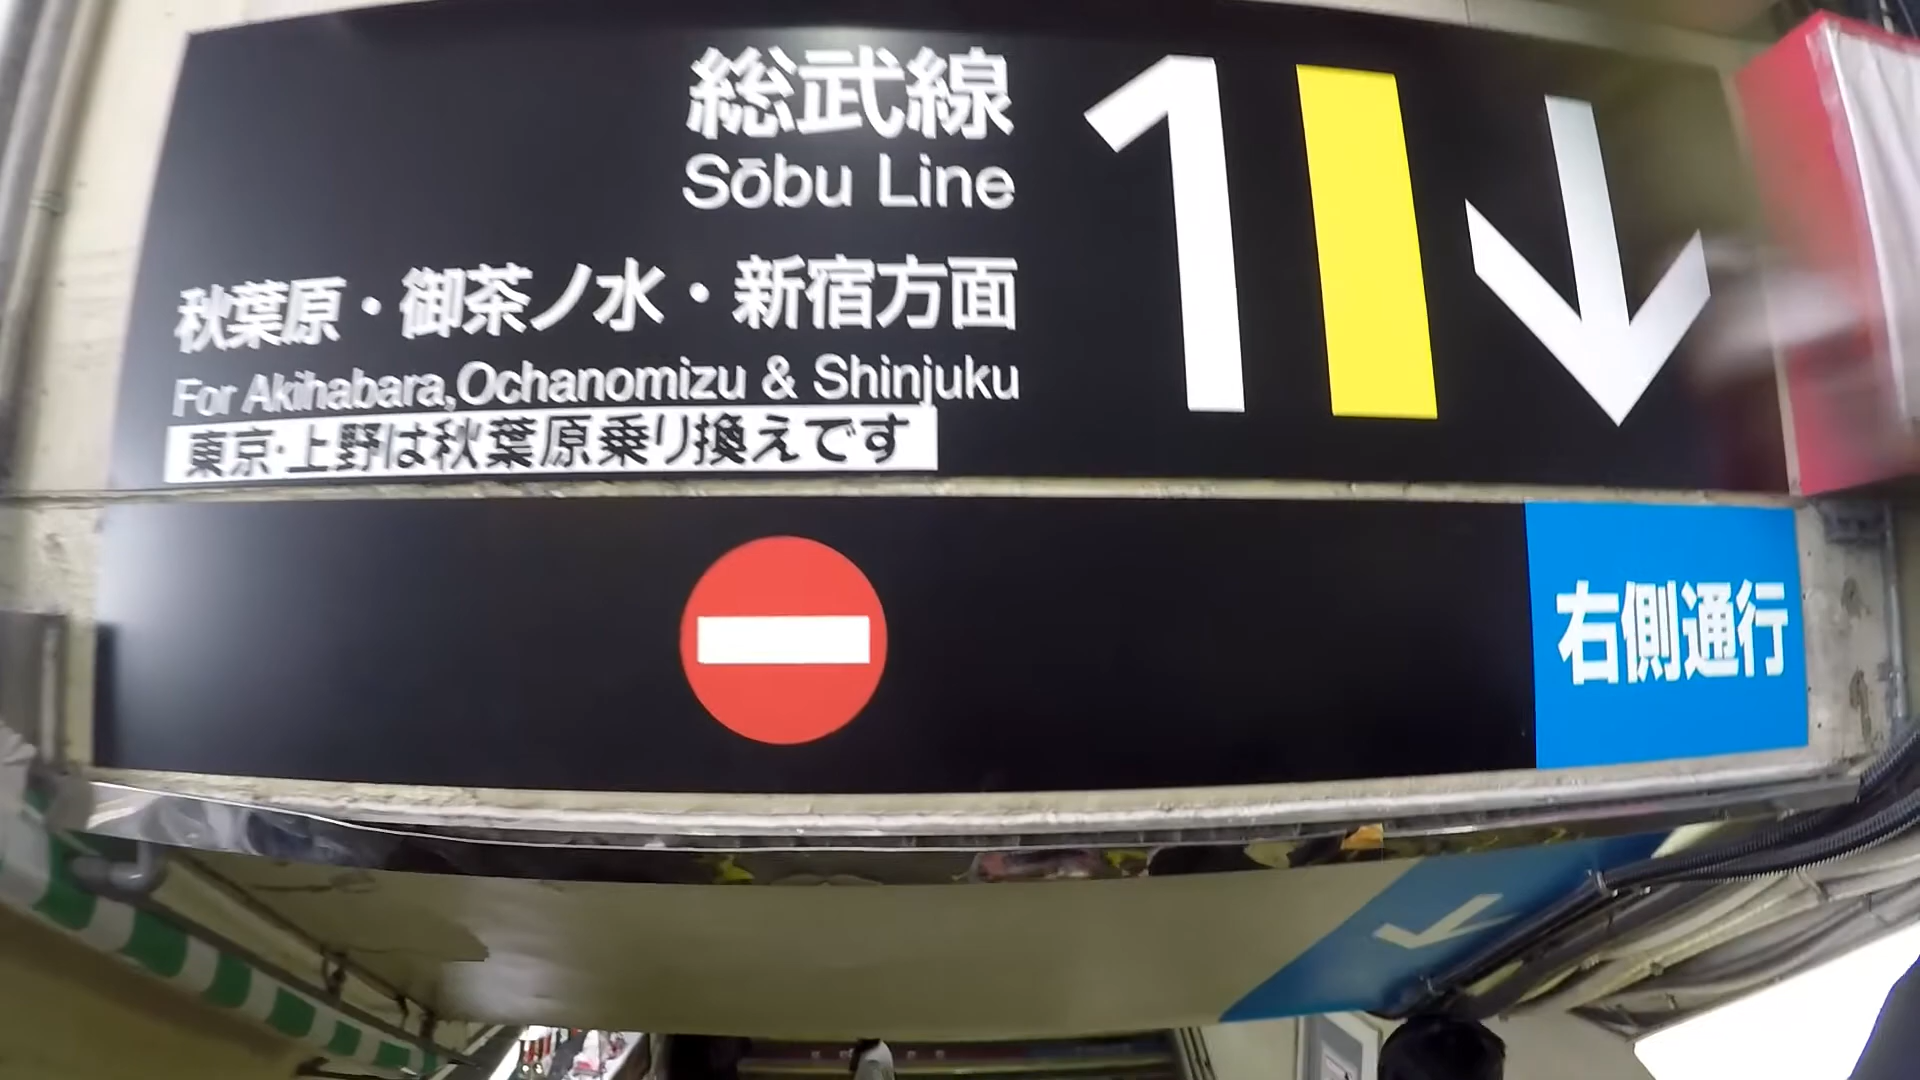 総武線
Sōbu Line
秋葉原・御茶ノ水・新宿方面
For Akihabara,Ochanomizu & Shinjuku
東京・上野は秋葉原乗り換えです
1
右側通行